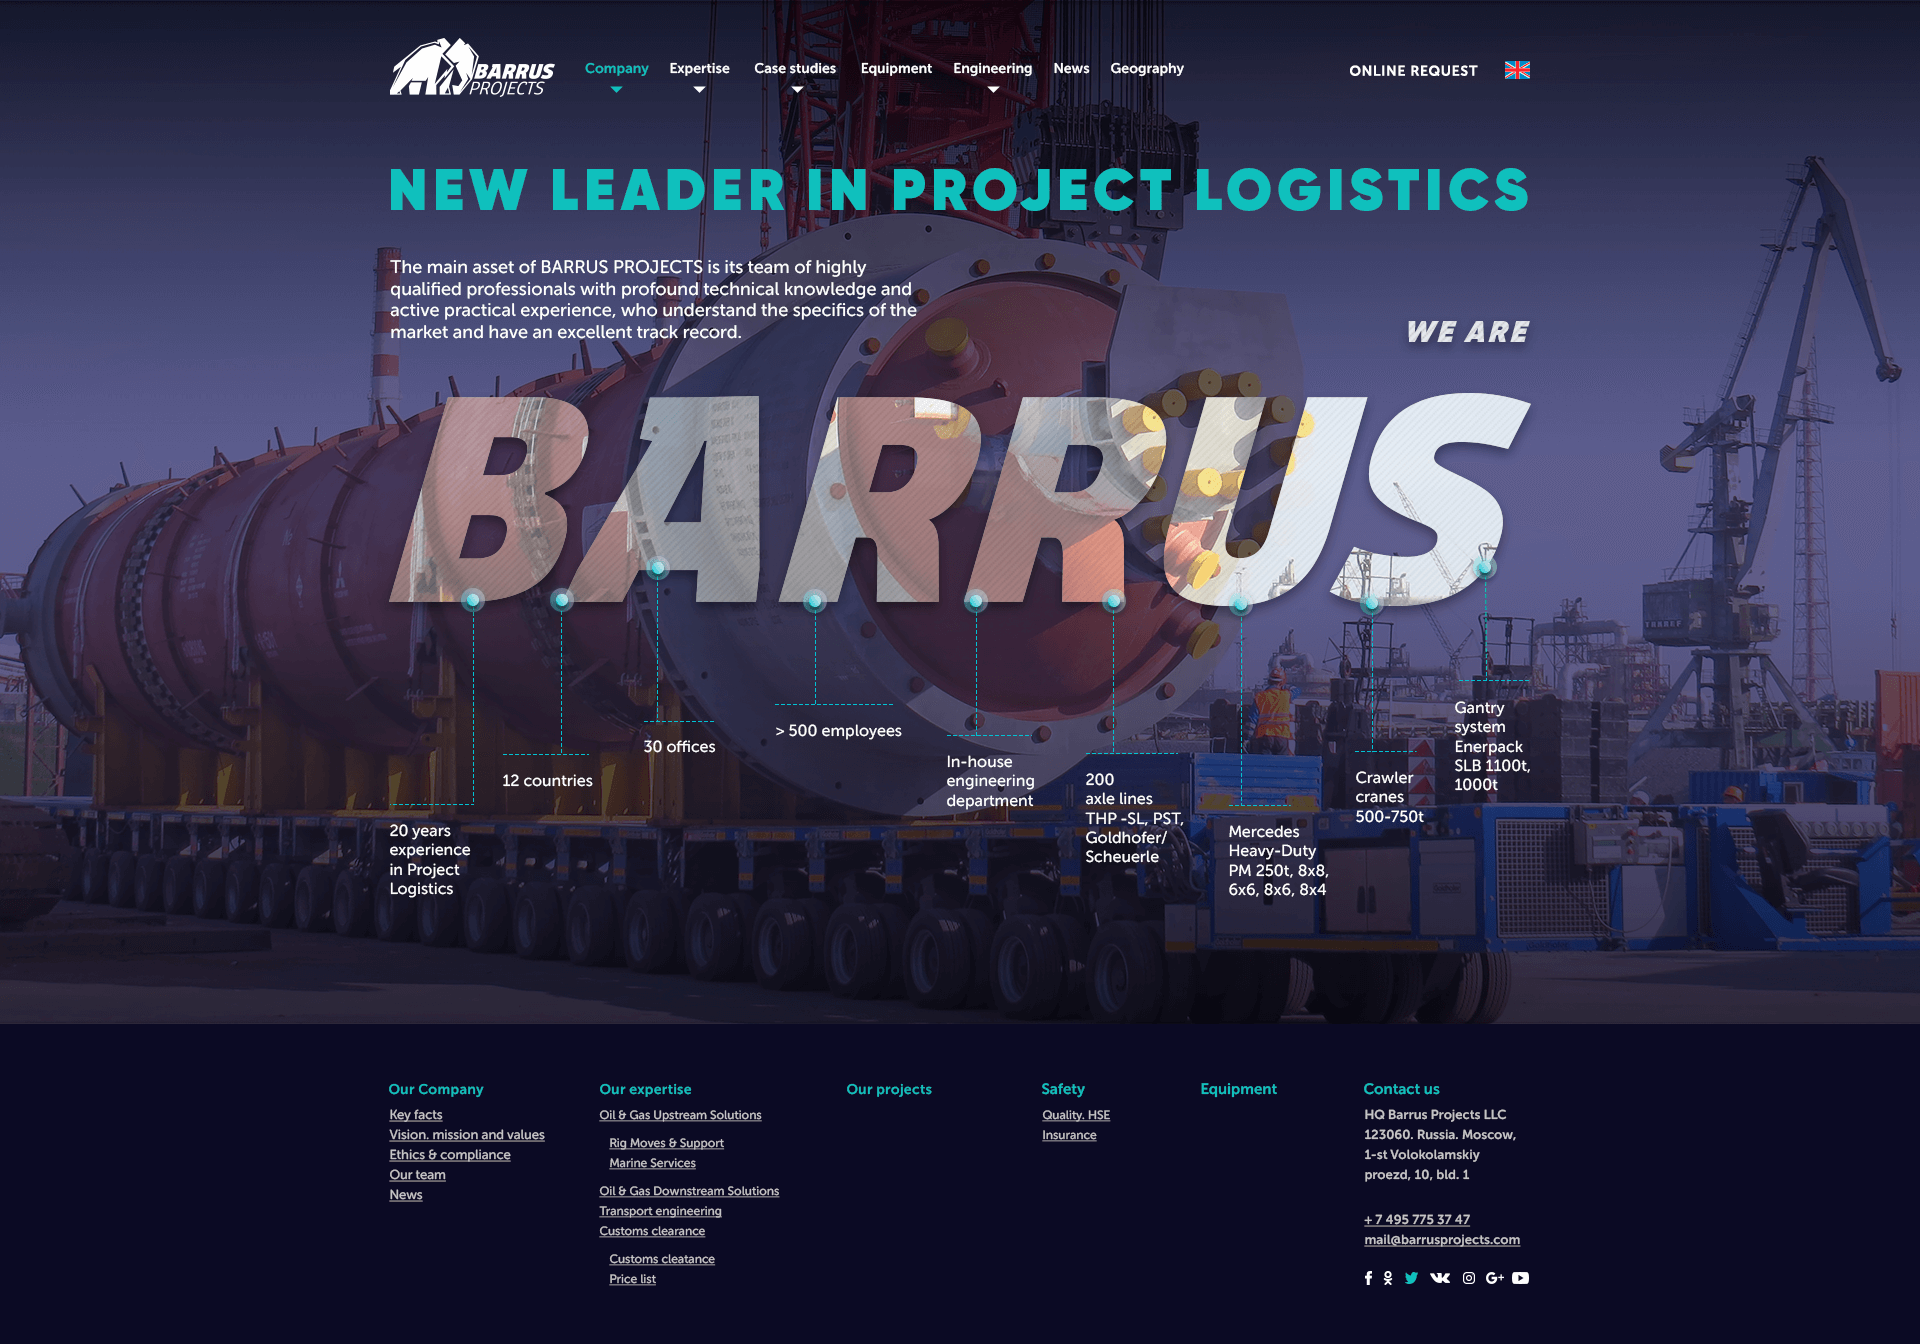 BARRUS
PROJECTS
Company
Expertise
Case studies
Equipment
Engineering
News
Geography
ONLINE REQUEST
NEW LEADER IN PROJECT LOGISTICS
The main asset of BARRUS PROJECTS is its team of highly
qualified professionals with profound technical knowledge and
active practical experience, who understand the specifics of the
market and have an excellent track record.
WE ARE
BARRUS
20 years
experience
in Project
Logistics
12 countries
30 offices
> 500 employees
In-house
engineering
department
200
axle lines
THP -SL, PST,
Goldhofer/
Scheuerle
Mercedes
Heavy-Duty
PM 250t, 8x8,
6x6, 8x6, 8x4
Crawler
cranes
500-750t
Gantry
system
Enerpack
SLB 1100t,
1000t
Our Company
Key facts
Vision. mission and values
Ethics & compliance
Our team
News
Our expertise
Oil & Gas Upstream Solutions
Rig Moves & Support
Marine Services
Oil & Gas Downstream Solutions
Transport engineering
Customs clearance
Customs cleatance
Price list
Our projects
Safety
Quality. HSE
Insurance
Equipment
Contact us
HQ Barrus Projects LLC
123060. Russia. Moscow,
1-st Volokolamskiy
proezd, 10, bld. 1
+ 7 495 775 37 47
mail@barrusprojects.com